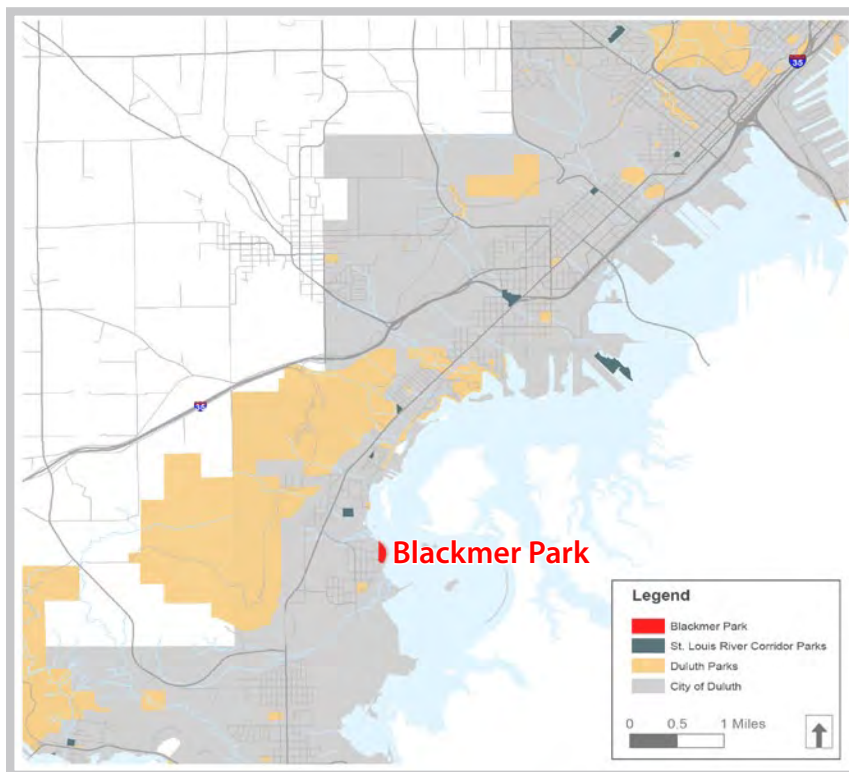 35
35
Blackmer Park
Legend
Blackmer Park
St. Louis River Corridor Parks
Duluth Parks
City of Duluth
0 0.5 1 Miles